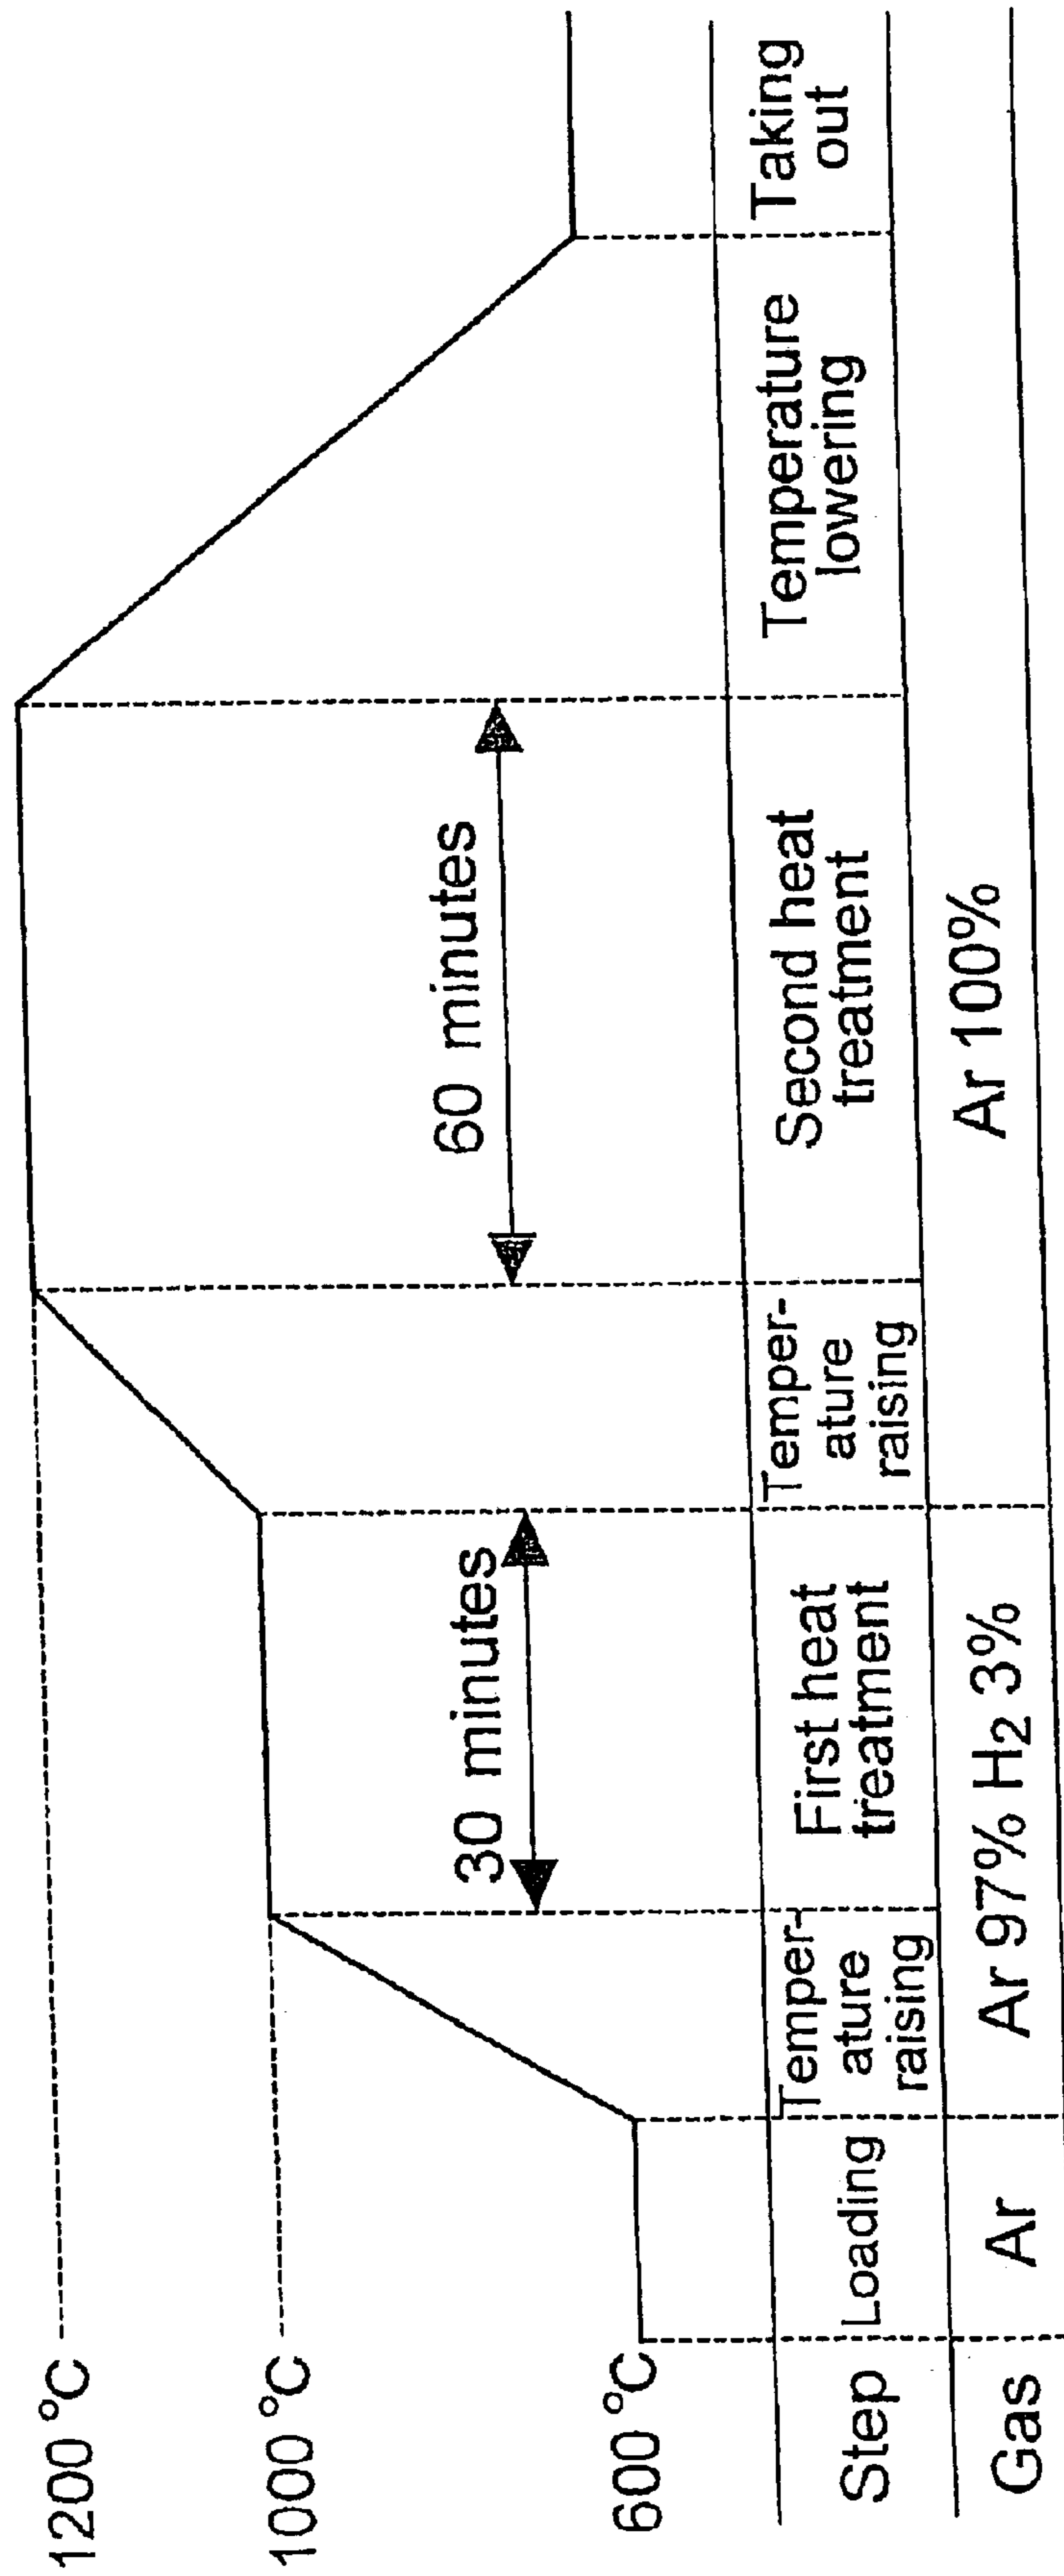 1200 °C
1000 °C
600 °C
30 minutes
60 minutes
Step
Loading
Temper-
ature
raising
First heat
treatment
Temper-
ature
raising
Second heat
treatment
Temperature
lowering
Taking
out
Gas
Ar
Ar 97% H2 3%
Ar 100%